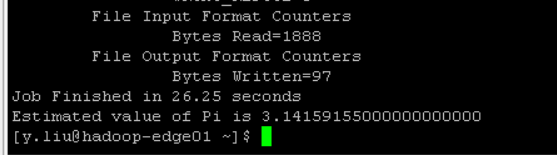 File Input Format Counters
Bytes Read=1888
File Output Format Counters
Bytes Written=97
Job Finished in 26.25 seconds
Estimated value of Pi is 3.14159155000000000000
[y.liu@hadoop-edge01 ~]$